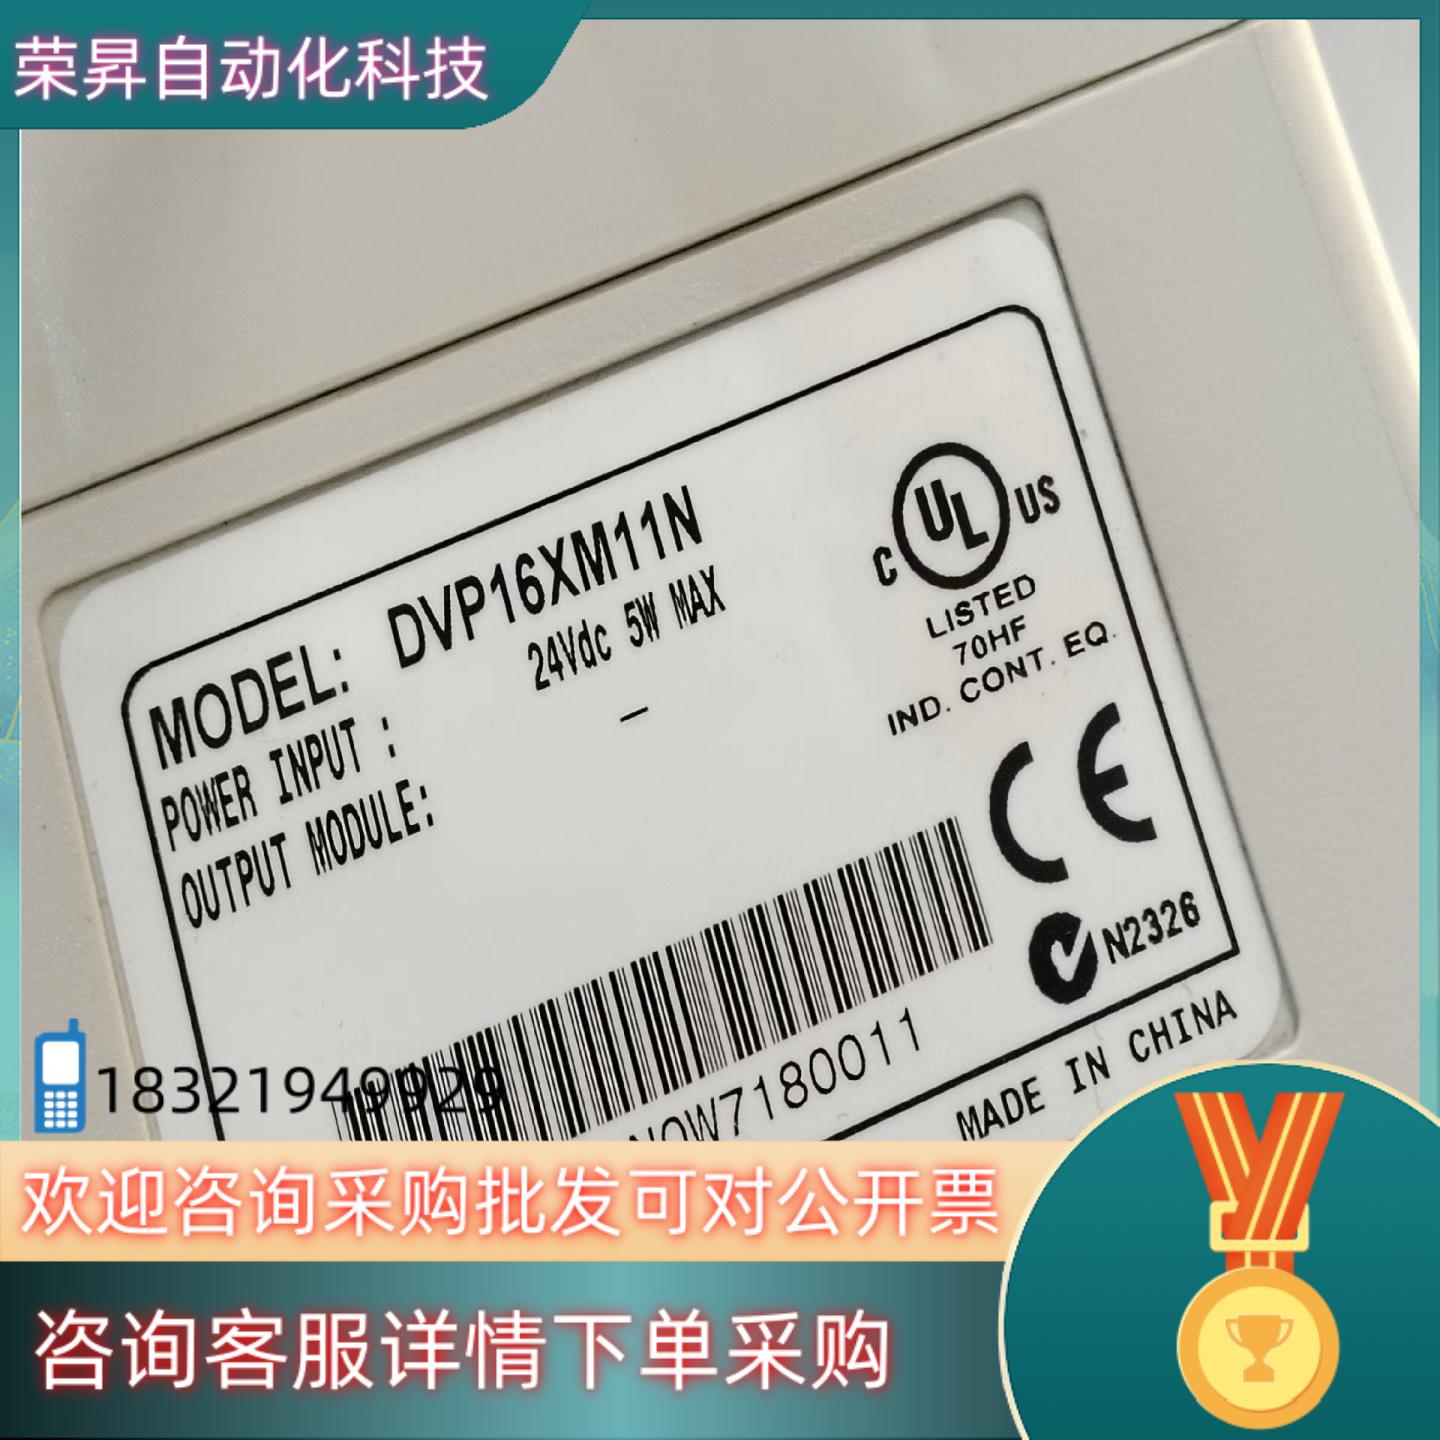 荣昇自动化科技
MODEL: DVP16XM11N
POWER INPUT : 24Vdc 5W MAX
OUTPUT MODULE: –
C UL US
LISTED
70HF
IND. CONT. EQ.
CE
N2326
W7180011
MADE IN CHINA
18321949929
欢迎咨询采购批发可对公开票
咨询客服详情下单采购